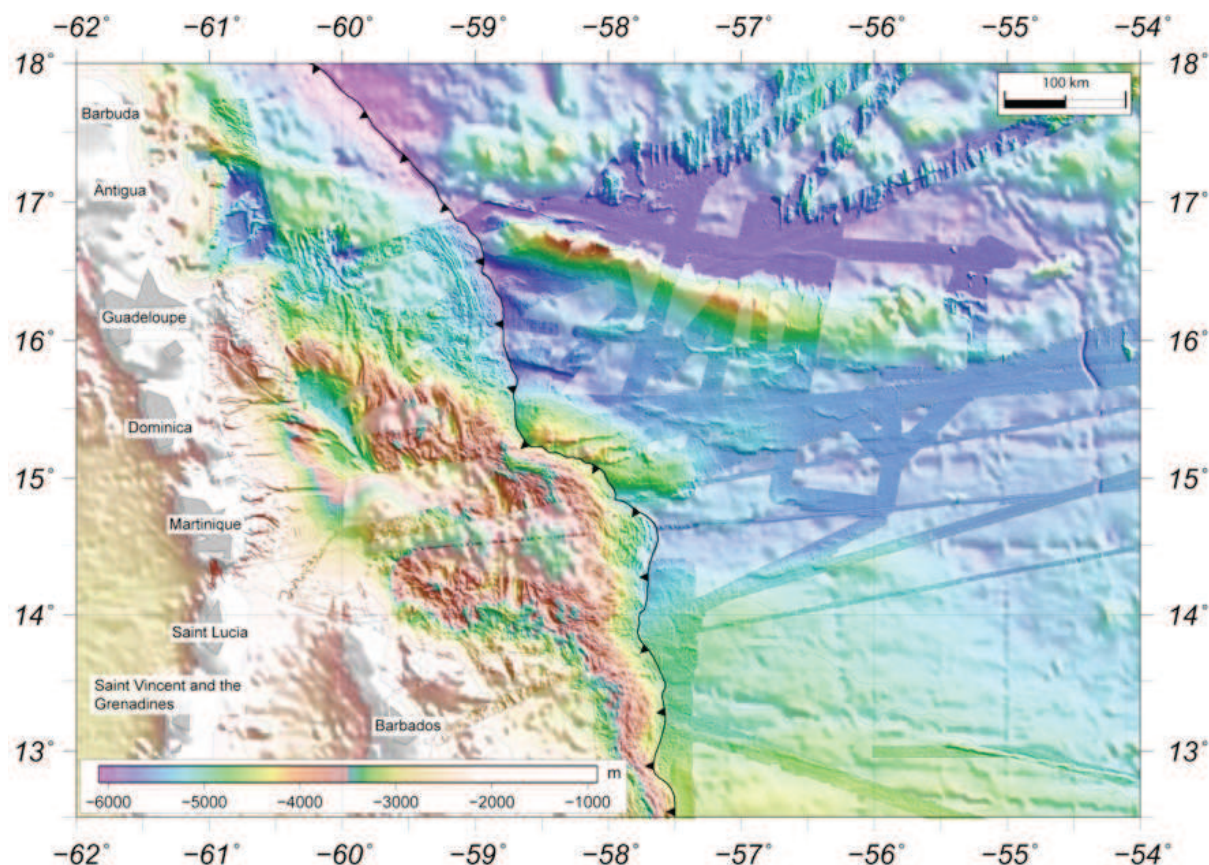 −62° −61° −60° −59° −58° −57° −56° −55° −54°
18° 18°
100 km
Barbuda
Antigua
17° 17°
Guadeloupe
16° 16°
Dominica
15° 15°
Martinique
14° 14°
Saint Lucia
Saint Vincent and the
Grenadines
Barbados
13° 13°
m
−6000 −5000 −4000 −3000 −2000 −1000
−62° −61° −60° −59° −58° −57° −56° −55° −54°